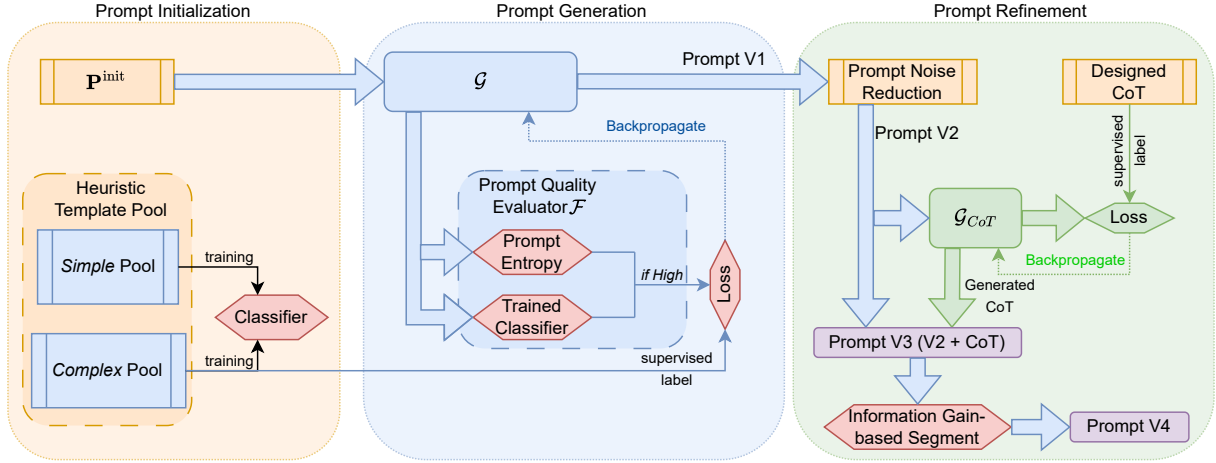 Prompt Initialization
P^init
Heuristic
Template Pool
Simple Pool
training
Classifier
Complex Pool
training
Prompt Generation
𝒢
Prompt V1
Backpropagate
Prompt Quality
Evaluator ℱ
Prompt
Entropy
if High
Trained
Classifier
Loss
supervised
label
Prompt Refinement
Prompt Noise
Reduction
Designed
CoT
Prompt V2
supervised
label
𝒢_CoT
Loss
Backpropagate
Generated
CoT
Prompt V3 (V2 + CoT)
Information Gain-
based Segment
Prompt V4